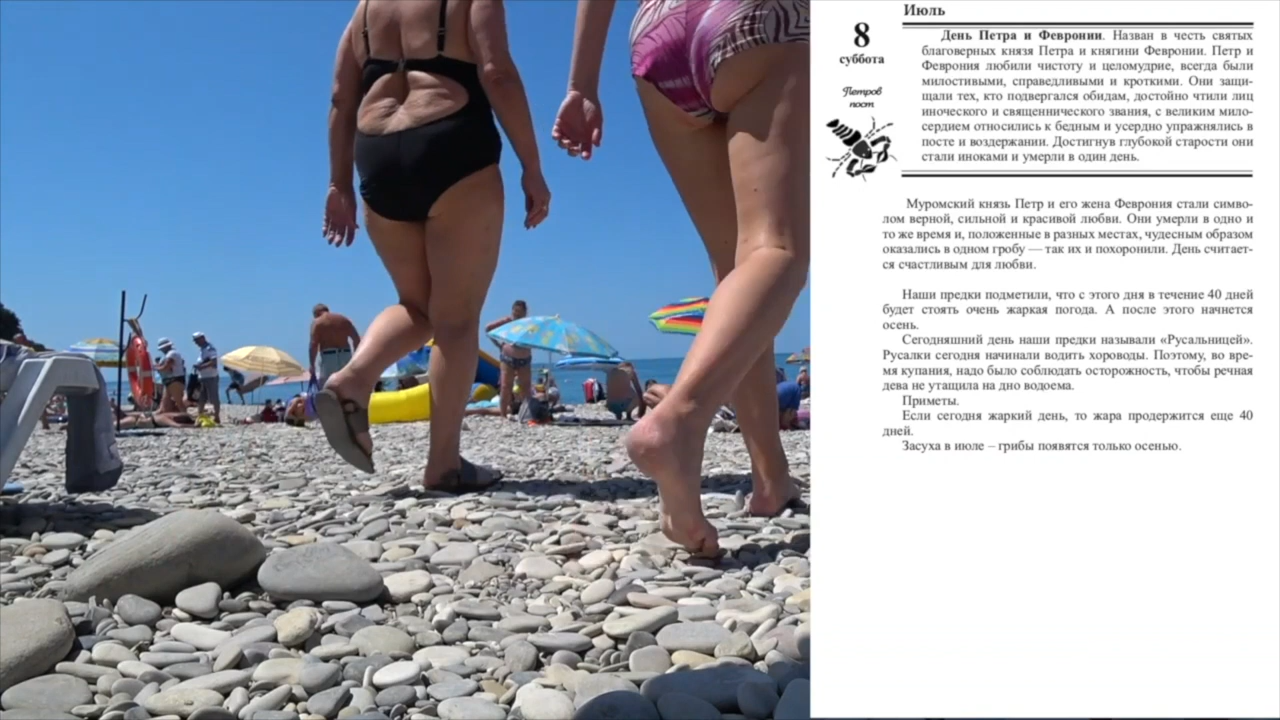 Июль
8
суббота
Петров
пост
День Петра и Февронии. Назван в честь святых
благоверных князя Петра и княгини Февронии. Петр и
Феврония любили чистоту и целомудрие, всегда были
милостивыми, справедливыми и кроткими. Они защи-
щали тех, кто подвергался обидам, достойно чтили лиц
иноческого и священнического звания, с великим мило-
сердием относились к бедным и усердно упражнялись в
посте и воздержании. Достигнув глубокой старости они
стали иноками и умерли в один день.
Муромский князь Петр и его жена Феврония стали симво-
лом верной, сильной и красивой любви. Они умерли в одно и
то же время и, положенные в разных местах, чудесным образом
оказались в одном гробу — так их и похоронили. День считает-
ся счастливым для любви.
Наши предки подметили, что с этого дня в течение 40 дней
будет стоять очень жаркая погода. А после этого начнется
осень.
Сегодняшний день наши предки называли «Русальницей».
Русалки сегодня начинали водить хороводы. Поэтому, во вре-
мя купания, надо было соблюдать осторожность, чтобы речная
дева не утащила на дно водоема.
Приметы.
Если сегодня жаркий день, то жара продержится еще 40
дней.
Засуха в июле – грибы появятся только осенью.